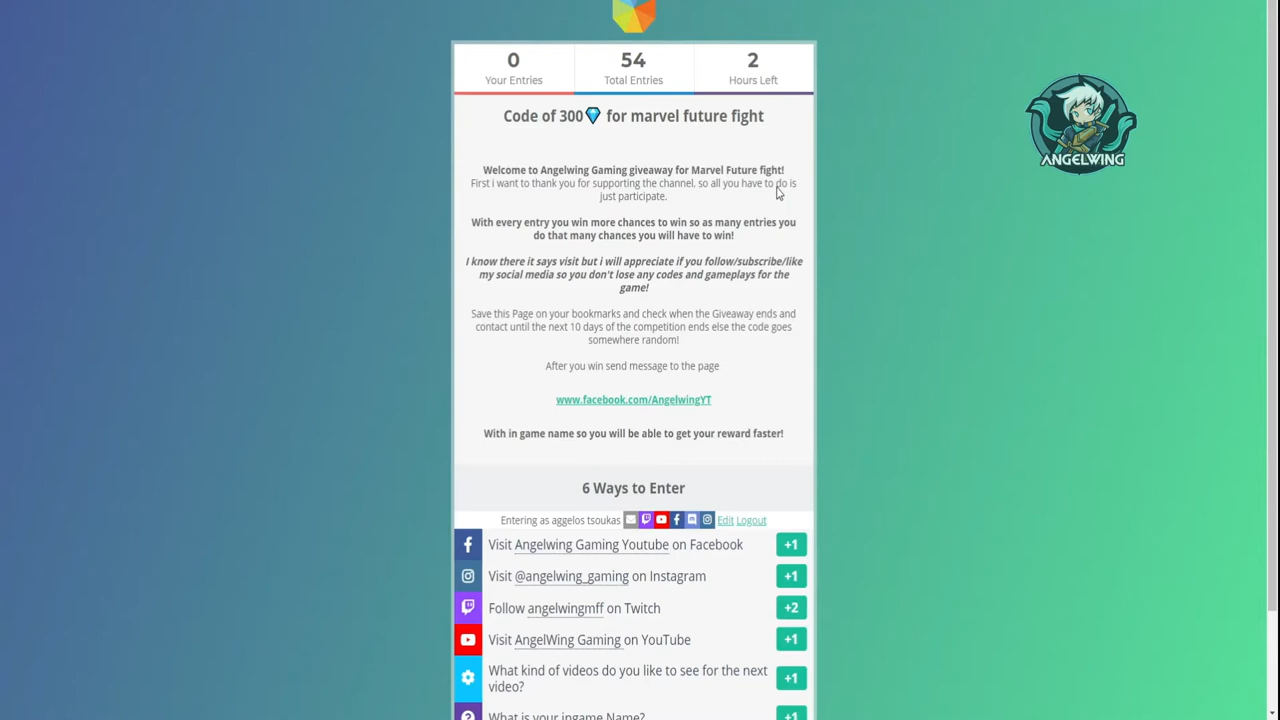 0
Your Entries
54
Total Entries
2
Hours Left
Code of 300💎 for marvel future fight
ANGELWING
Welcome to Angelwing Gaming giveaway for Marvel Future fight!
First i want to thank you for supporting the channel, so all you have to do is
just participate.
With every entry you win more chances to win so as many entries you
do that many chances you will have to win!
I know there it says visit but i will appreciate if you follow/subscribe/like
my social media so you don't lose any codes and gameplays for the
game!
Save this Page on your bookmarks and check when the Giveaway ends and
contact until the next 10 days of the competition ends else the code goes
somewhere random!
After you win send message to the page
www.facebook.com/AngelwingYT
With in game name so you will be able to get your reward faster!
6 Ways to Enter
Entering as aggelos tsoukas Edit Logout
Visit Angelwing Gaming Youtube on Facebook +1
Visit @angelwing_gaming on Instagram +1
Follow angelwingmff on Twitch +2
Visit AngelWing Gaming on YouTube +1
What kind of videos do you like to see for the next
video? +1
What is your ingame Name? +1